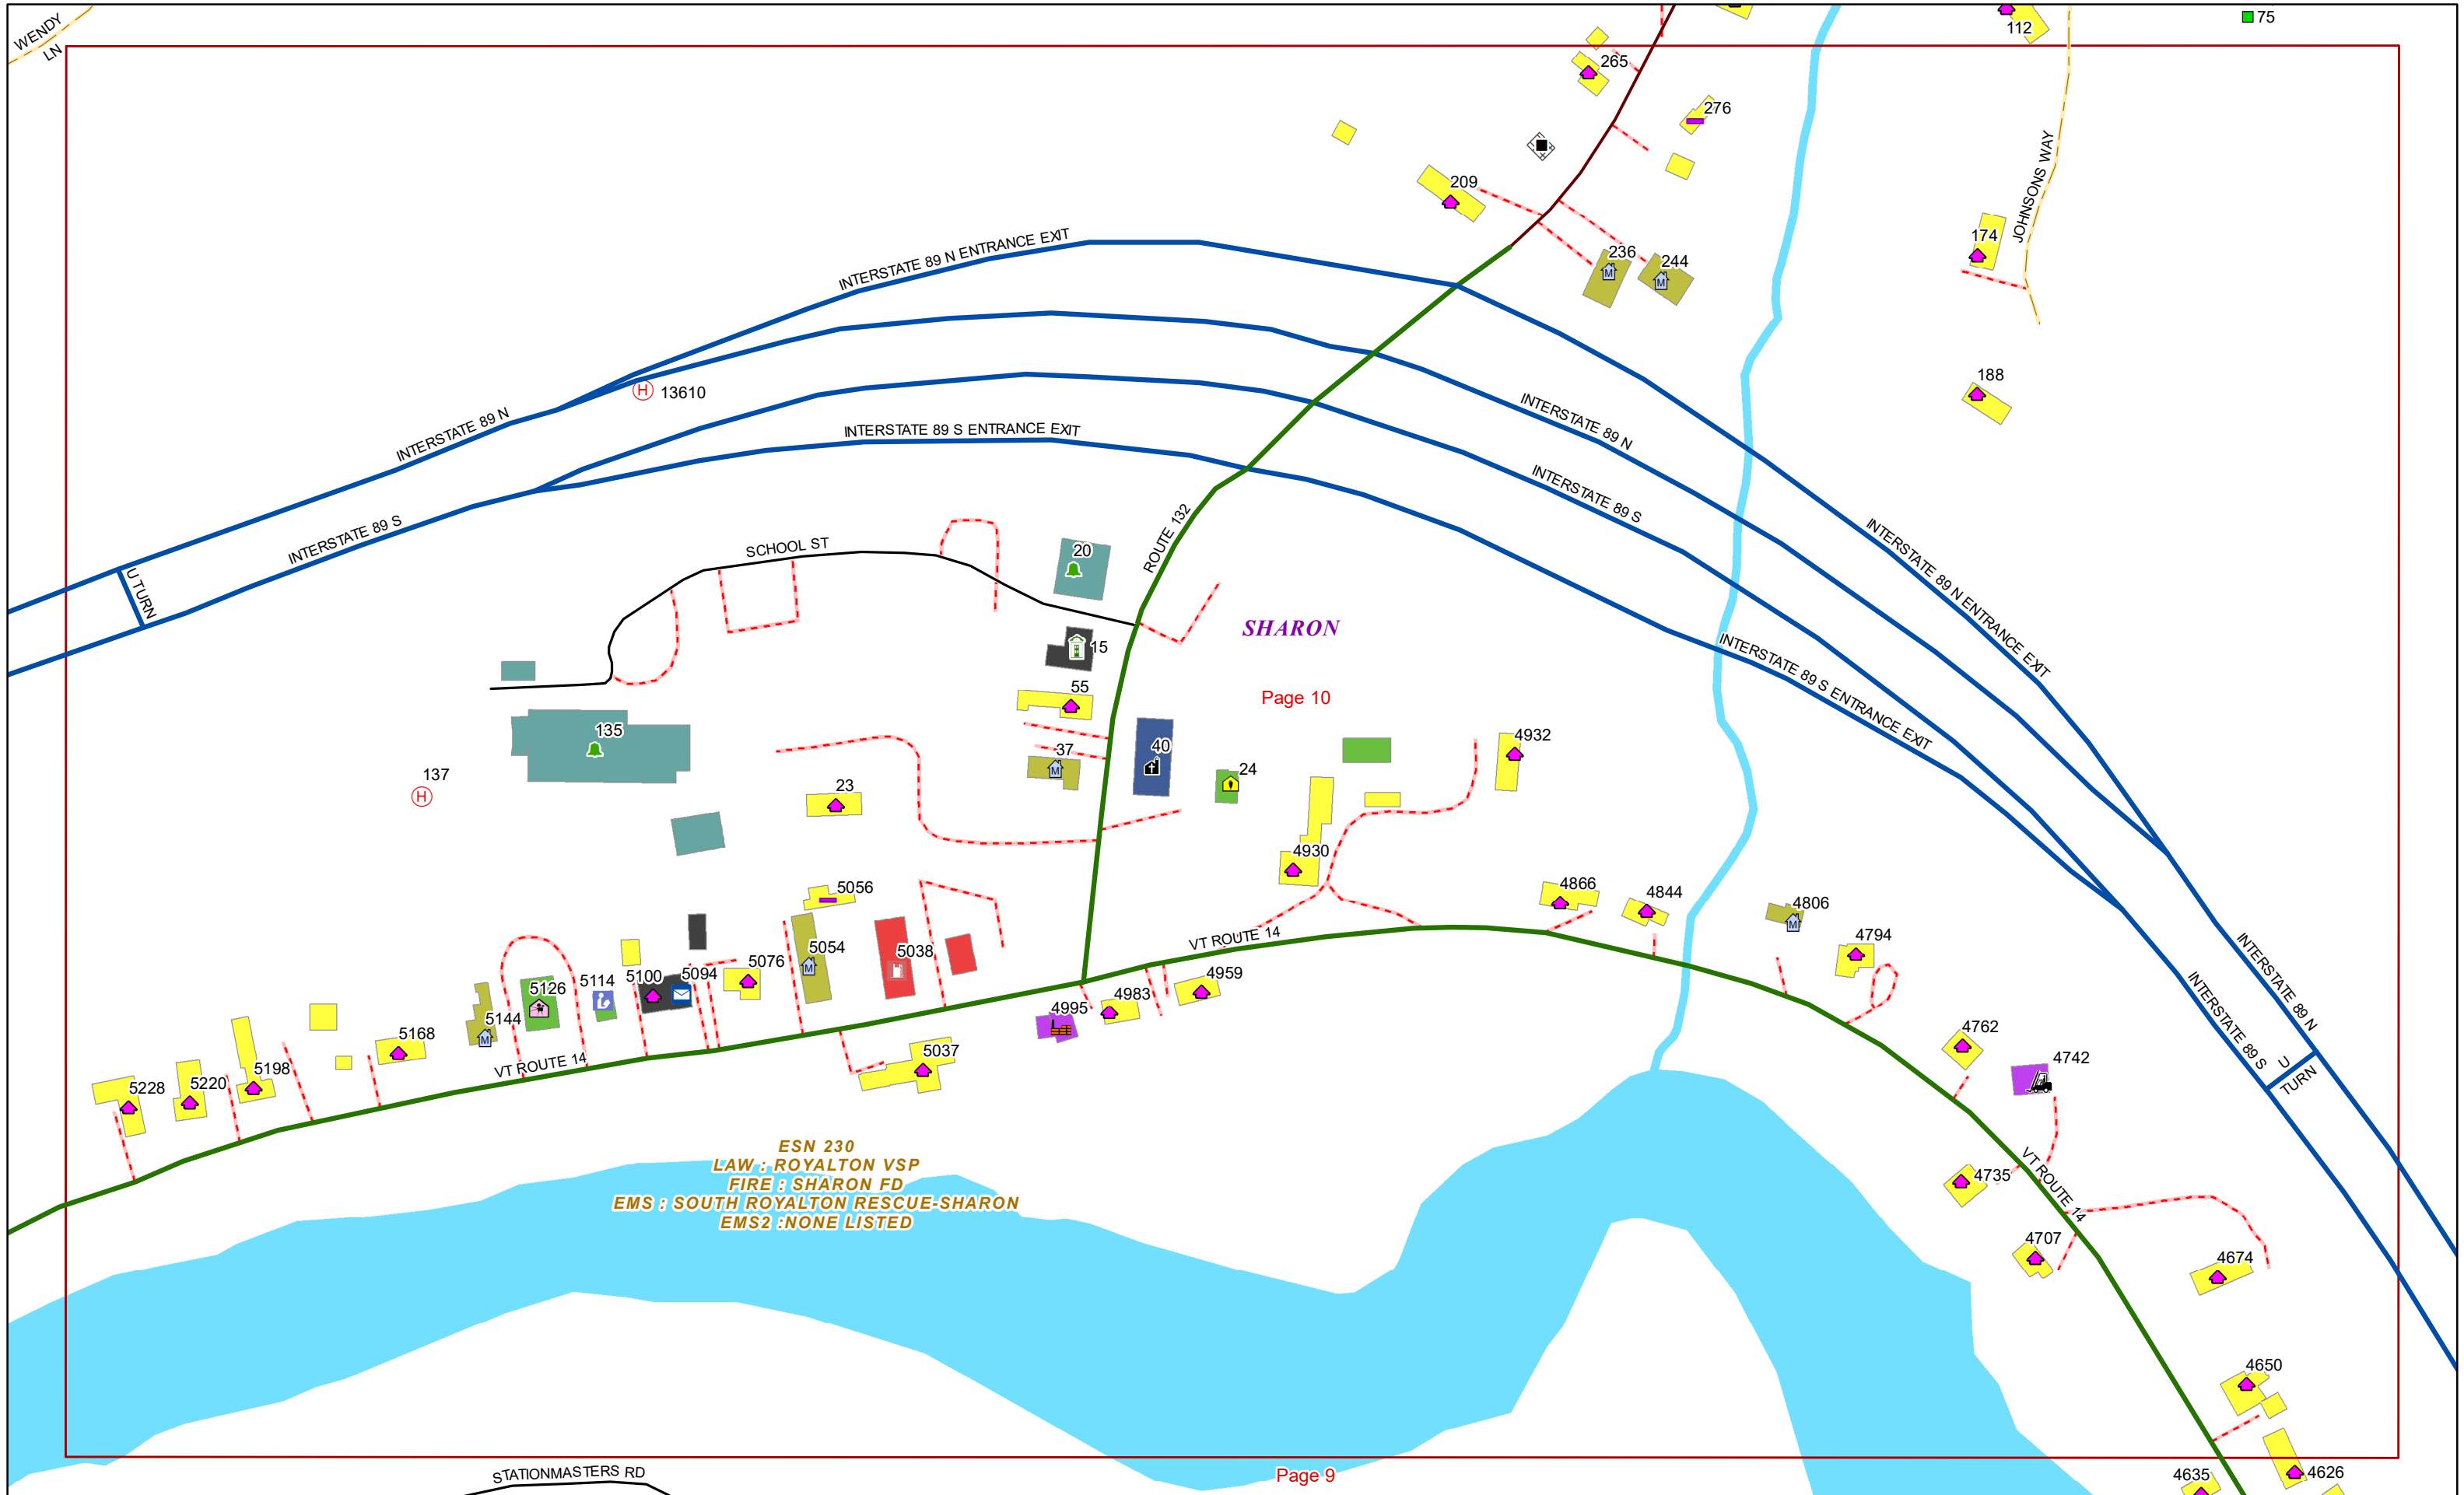 WENDY
LN
112
75
265
276
209
JOHNSONS WAY
174
236
244
INTERSTATE 89 N ENTRANCE EXIT
188
H 13610
INTERSTATE 89 N
INTERSTATE 89 N
INTERSTATE 89 S ENTRANCE EXIT
INTERSTATE 89 S
INTERSTATE 89 S
ROUTE 132
SCHOOL ST
20
U TURN
INTERSTATE 89 N ENTRANCE EXIT
SHARON
15
INTERSTATE 89 S ENTRANCE EXIT
55
Page 10
135
40
4932
37
24
137
H
23
4930
5056
4866
4844
4806
VT ROUTE 14
4794
5038
5054
5076
5094
5100
5114
5126
4959
INTERSTATE 89 N
4983
4995
5144
4762
INTERSTATE 89 S
5037
4742
U
TURN
5168
VT ROUTE 14
5198
5220
5228
ESN 230
LAW : ROYALTON VSP
FIRE : SHARON FD
EMS : SOUTH ROYALTON RESCUE-SHARON
EMS2 :NONE LISTED
4735
VT ROUTE 14
4707
4674
4650
STATIONMASTERS RD
Page 9
4635
4626
M
M
M
M
M
M